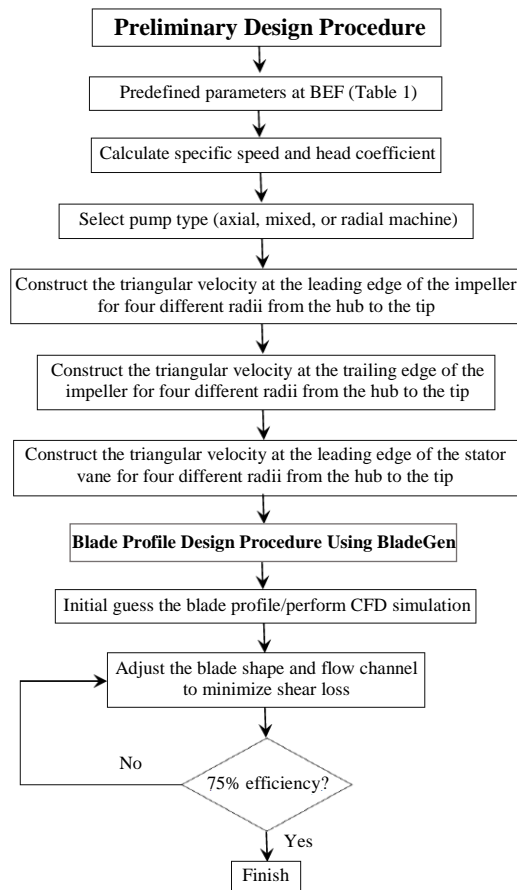 Preliminary Design Procedure
Predefined parameters at BEF (Table 1)
Calculate specific speed and head coefficient
Select pump type (axial, mixed, or radial machine)
Construct the triangular velocity at the leading edge of the impeller
for four different radii from the hub to the tip
Construct the triangular velocity at the trailing edge of the
impeller for four different radii from the hub to the tip
Construct the triangular velocity at the leading edge of the stator
vane for four different radii from the hub to the tip
Blade Profile Design Procedure Using BladeGen
Initial guess the blade profile/perform CFD simulation
Adjust the blade shape and flow channel
to minimize shear loss
No
75% efficiency?
Yes
Finish